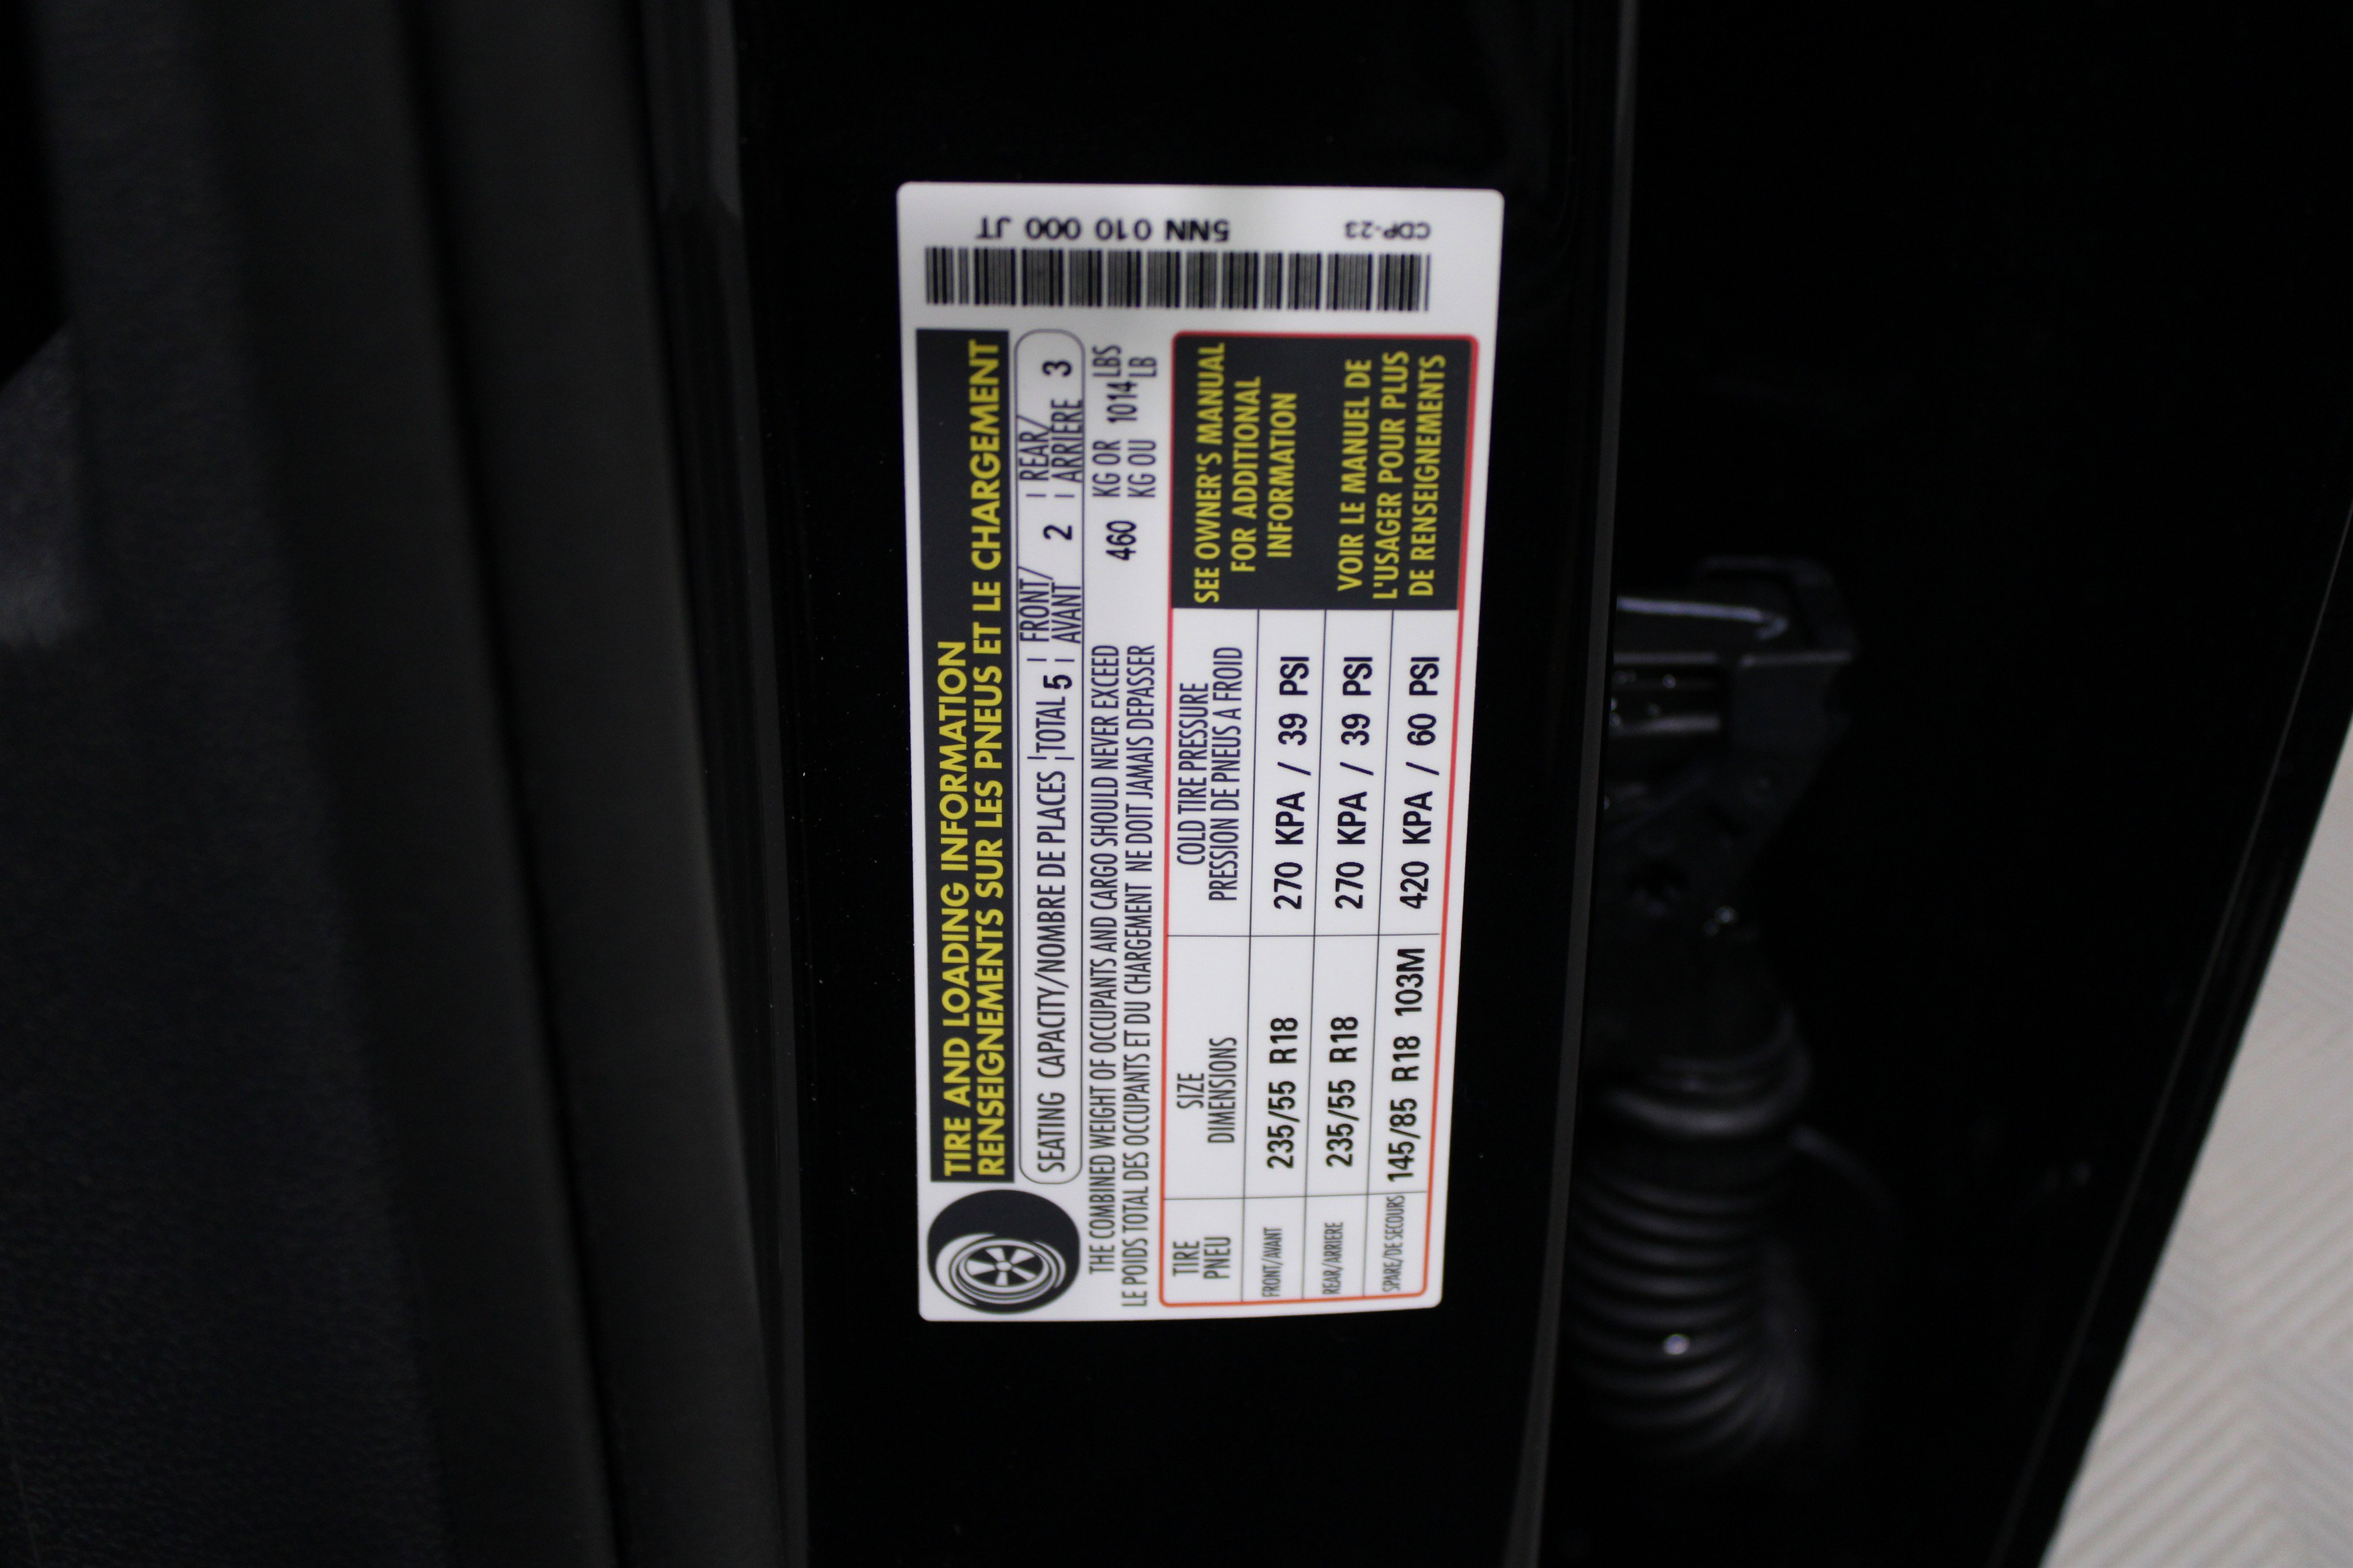 TIRE AND LOADING INFORMATION
RENSEIGNEMENTS SUR LES PNEUS ET LE CHARGEMENT
SEATING CAPACITY/NOMBRE DE PLACES | TOTAL 5 | FRONT/AVANT 2 | REAR/ARRIÈRE 3
THE COMBINED WEIGHT OF OCCUPANTS AND CARGO SHOULD NEVER EXCEED 460 KG OR 1014 LBS
LE POIDS TOTAL DES OCCUPANTS ET DU CHARGEMENT NE DOIT JAMAIS DEPASSER KG OU LB
TIRE SIZE COLD TIRE PRESSURE
PNEU DIMENSIONS PRESSION DE PNEUS A FROID
FRONT/AVANT 235/55 R18 270 KPA / 39 PSI
REAR/ARRIERE 235/55 R18 270 KPA / 39 PSI
SPARE/DE SECOURS 145/85 R18 103M 420 KPA / 60 PSI
SEE OWNER'S MANUAL
FOR ADDITIONAL
INFORMATION
VOIR LE MANUEL DE
L'USAGER POUR PLUS
DE RENSEIGNEMENTS
CDP-23
5NN 010 000 JT